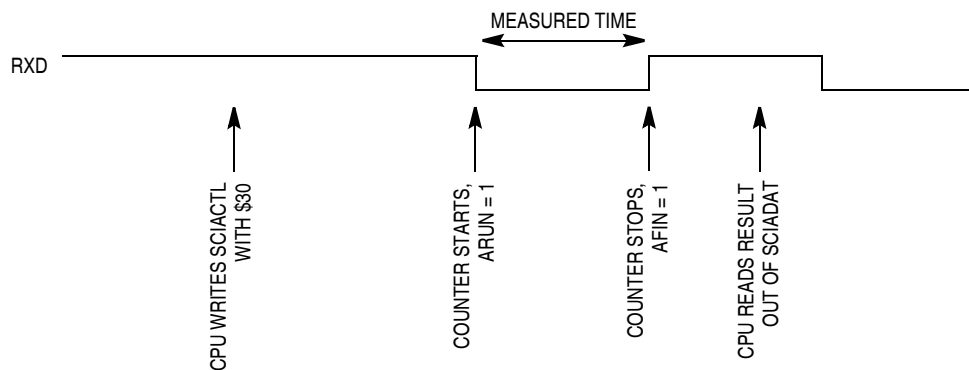 MEASURED TIME
RXD
CPU WRITES SCIACTL
WITH $30
COUNTER STARTS,
ARUN = 1
COUNTER STOPS,
AFIN = 1
CPU READS RESULT
OUT OF SCIADAT